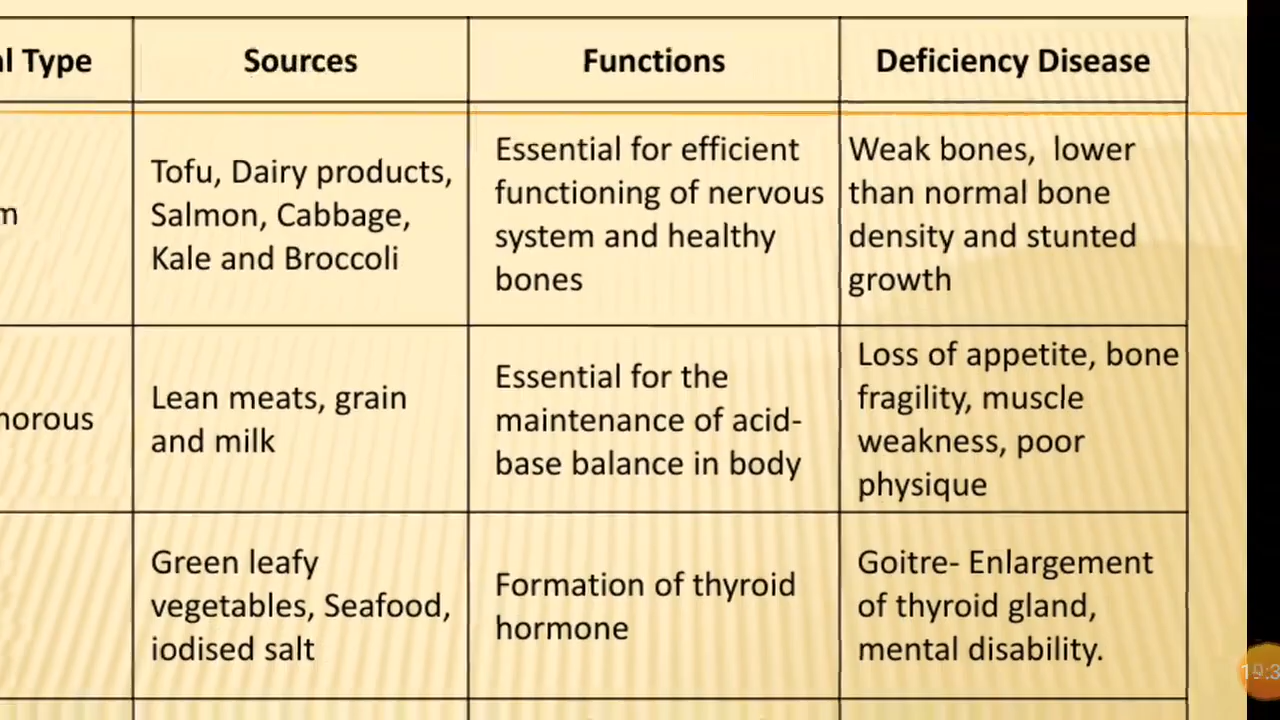 l Type
Sources
Functions
Deficiency Disease
m
Tofu, Dairy products,
Salmon, Cabbage,
Kale and Broccoli
Essential for efficient
functioning of nervous
system and healthy
bones
Weak bones, lower
than normal bone
density and stunted
growth
horous
Lean meats, grain
and milk
Essential for the
maintenance of acid-
base balance in body
Loss of appetite, bone
fragility, muscle
weakness, poor
physique
Green leafy
vegetables, Seafood,
iodised salt
Formation of thyroid
hormone
Goitre- Enlargement
of thyroid gland,
mental disability.